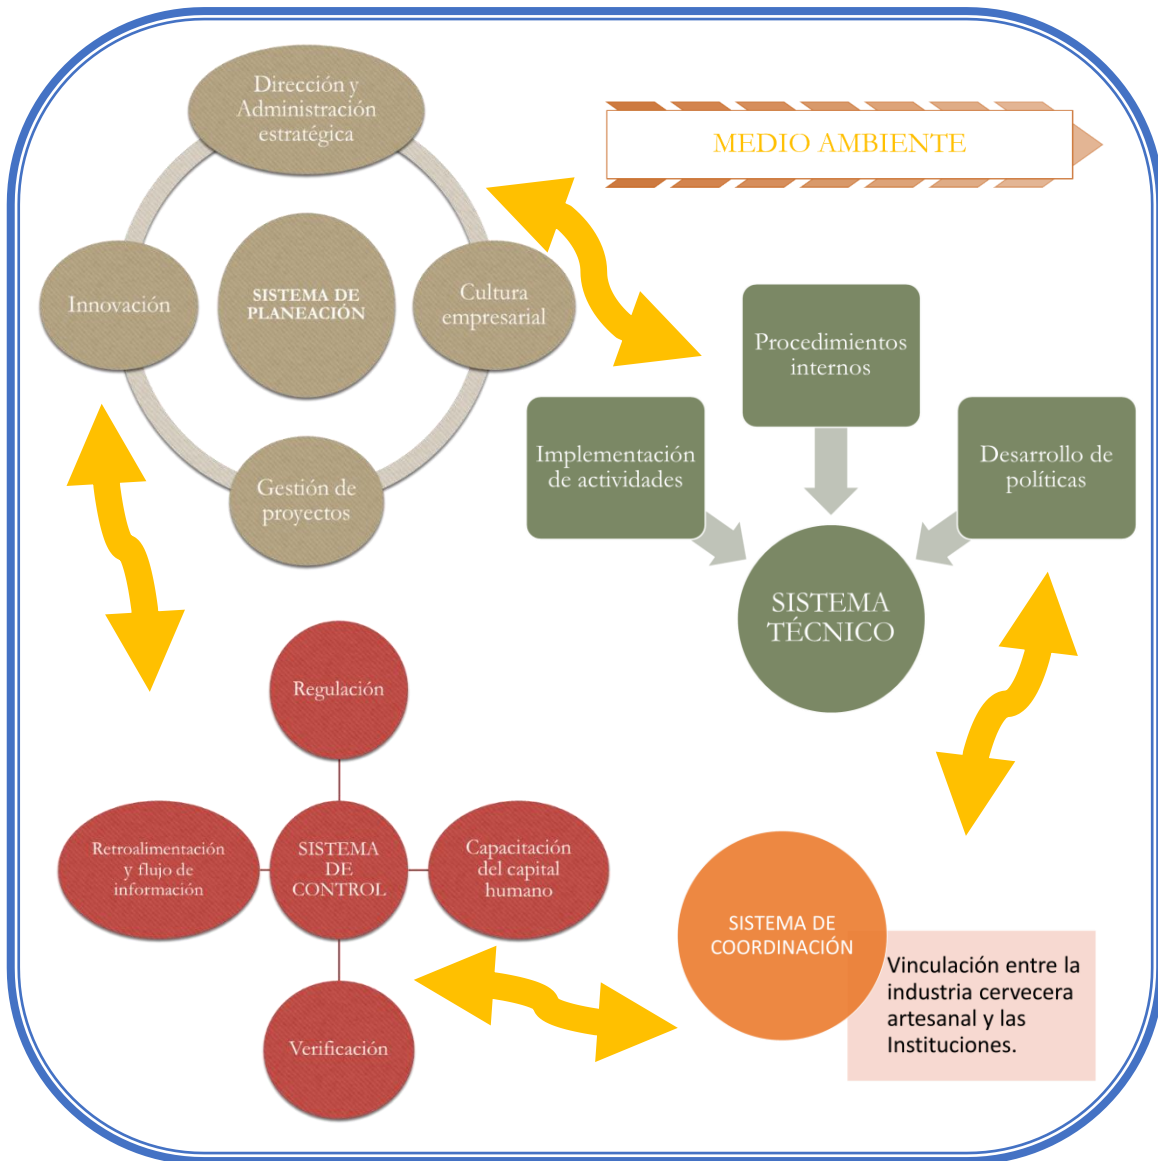 Dirección y
Administración
estratégica
MEDIO AMBIENTE
Innovación
SISTEMA DE
PLANEACIÓN
Cultura
empresarial
Gestión de
proyectos
Procedimientos
internos
Implementación
de actividades
Desarrollo de
políticas
SISTEMA
TÉCNICO
Regulación
Retroalimentación
y flujo de
información
SISTEMA
DE
CONTROL
Capacitación
del capital
humano
Verificación
SISTEMA DE
COORDINACIÓN
Vinculación entre la
industria cervecera
artesanal y las
Instituciones.